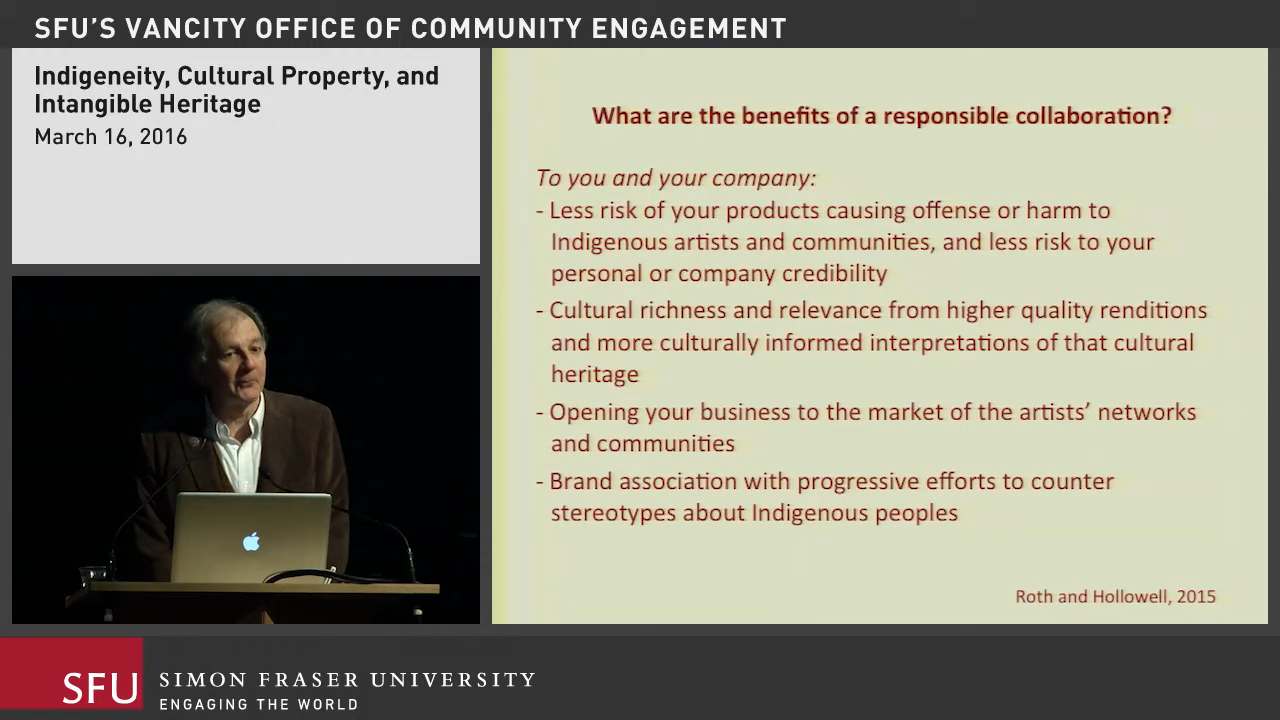 SFU'S VANCITY OFFICE OF COMMUNITY ENGAGEMENT
Indigeneity, Cultural Property, and
Intangible Heritage
March 16, 2016
What are the benefits of a responsible collaboration?
To you and your company:
- Less risk of your products causing offense or harm to
Indigenous artists and communities, and less risk to your
personal or company credibility
- Cultural richness and relevance from higher quality renditions
and more culturally informed interpretations of that cultural
heritage
- Opening your business to the market of the artists’ networks
and communities
- Brand association with progressive efforts to counter
stereotypes about Indigenous peoples
Roth and Hollowell, 2015
SFU
SIMON FRASER UNIVERSITY
ENGAGING THE WORLD